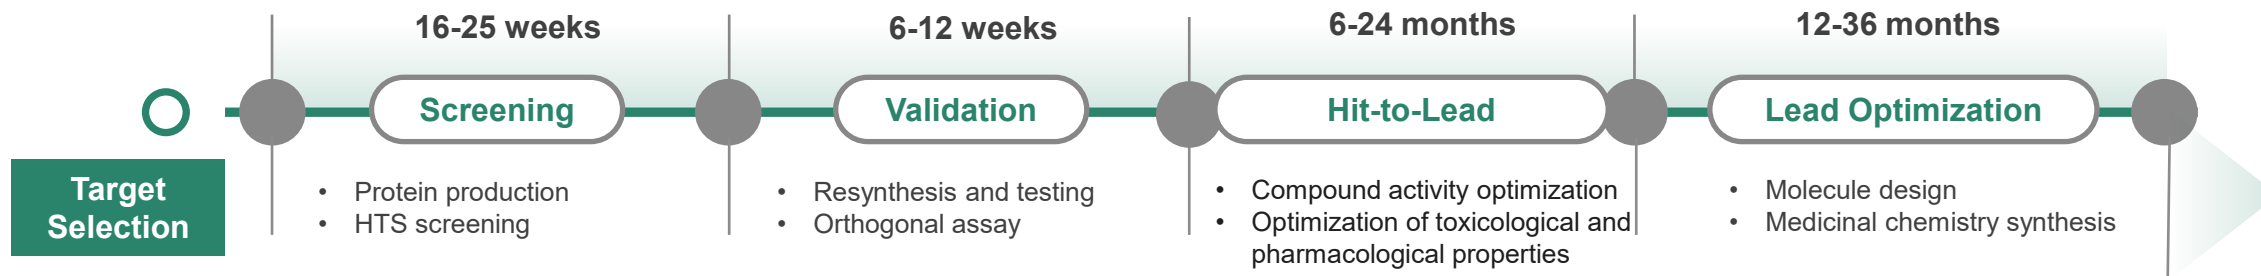 16-25 weeks
6-12 weeks
6-24 months
12-36 months
Screening
Validation
Hit-to-Lead
Lead Optimization
Target
Selection
• Protein production
• HTS screening
• Resynthesis and testing
• Orthogonal assay
• Compound activity optimization
• Optimization of toxicological and
pharmacological properties
• Molecule design
• Medicinal chemistry synthesis